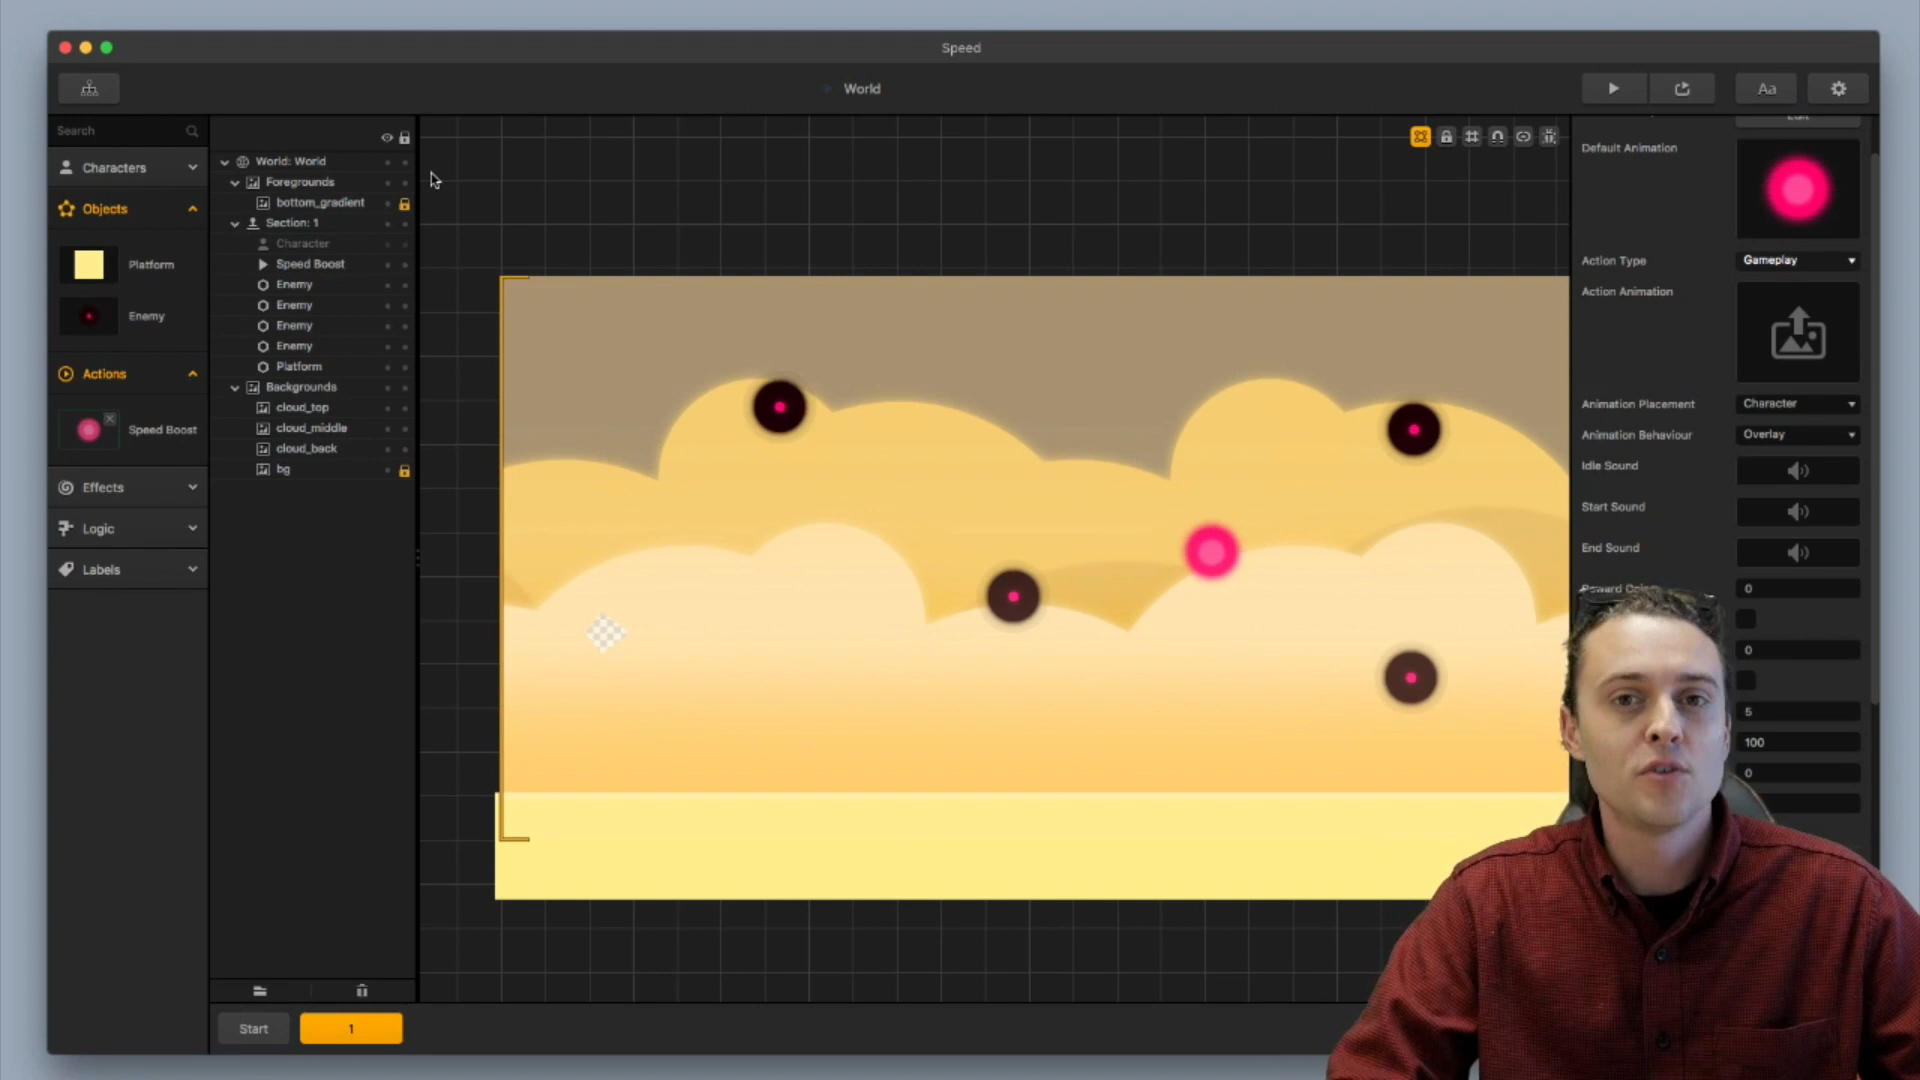 Speed
World
Aa
Search
Characters
Objects
Platform
Enemy
Actions
Speed Boost
Effects
Logic
Labels
World: World
Foregrounds
bottom_gradient
Section: 1
Character
Speed Boost
Enemy
Enemy
Enemy
Enemy
Platform
Backgrounds
cloud_top
cloud_middle
cloud_back
bg
Start
1
Edit
Default Animation
Action Type
Gameplay
Action Animation
Animation Placement
Character
Animation Behaviour
Overlay
Idle Sound
Start Sound
End Sound
0
0
5
100
0